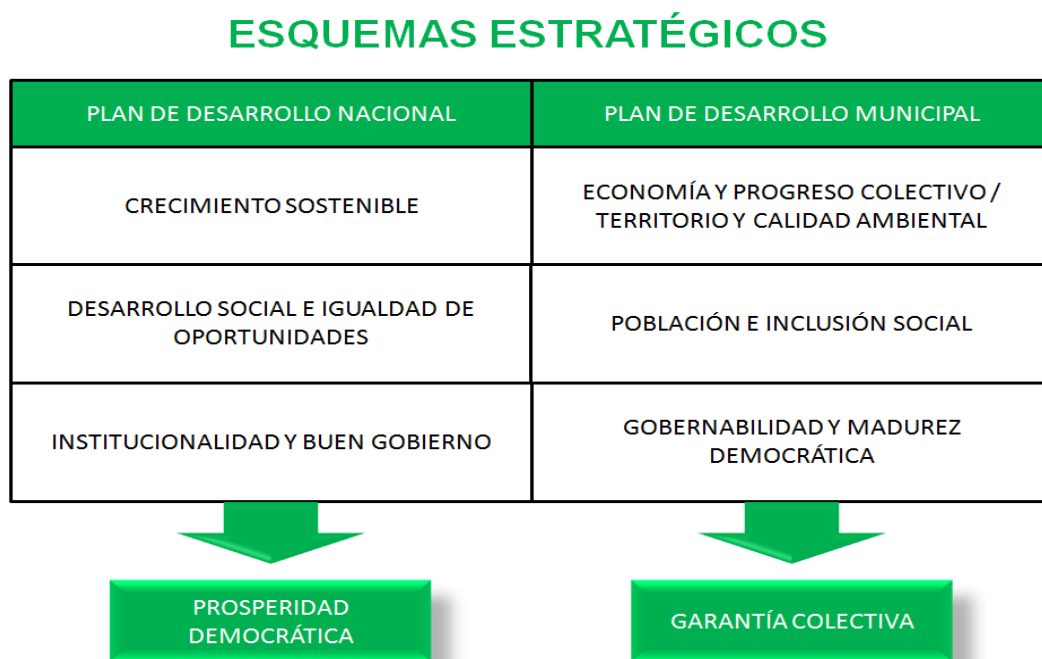 ESQUEMAS ESTRATÉGICOS
PLAN DE DESARROLLO NACIONAL
PLAN DE DESARROLLO MUNICIPAL
CRECIMIENTO SOSTENIBLE
ECONOMÍA Y PROGRESO COLECTIVO /
TERRITORIO Y CALIDAD AMBIENTAL
DESARROLLO SOCIAL E IGUALDAD DE
OPORTUNIDADES
POBLACIÓN E INCLUSIÓN SOCIAL
INSTITUCIONALIDAD Y BUEN GOBIERNO
GOBERNABILIDAD Y MADUREZ
DEMOCRÁTICA
PROSPERIDAD
DEMOCRÁTICA
GARANTÍA COLECTIVA